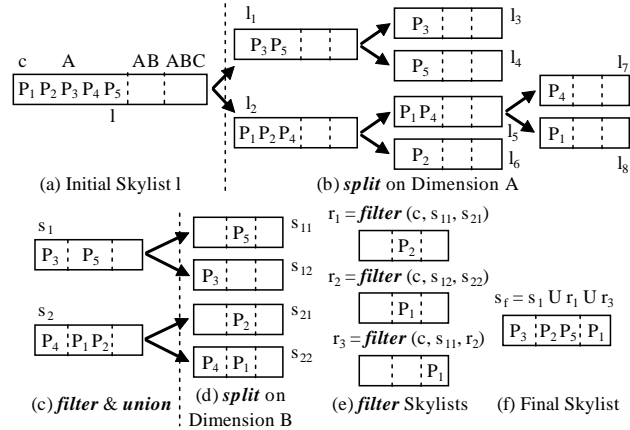 c A AB ABC
P1 P2 P3 P4 P5
l
(a) Initial Skylist l
l1
P3 P5
l2
P1 P2 P4
P3
l3
P5
l4
P1 P4
l5
P2
l6
P4
l7
P1
l8
(b) split on Dimension A
s1
P3 P5
s2
P4 P1 P2
(c) filter & union
P5 s11
P3 s12
P2 s21
P4 P1 s22
(d) split on
Dimension B
r1 = filter (c, s11, s21)
P2
r2 = filter (c, s12, s22)
P1
r3 = filter (c, s11, r2)
P1
(e) filter Skylists
sf = s1 U r1 U r3
P3 P2 P5 P1
(f) Final Skylist